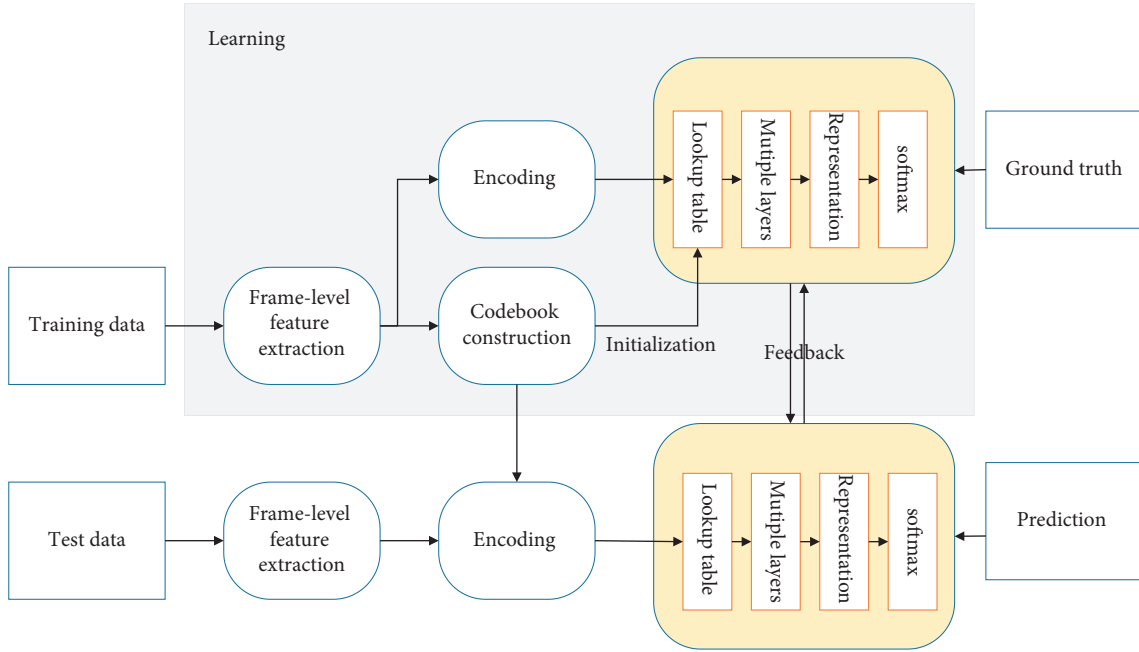 Learning
Encoding
Lookup table
Mutiple layers
Representation
softmax
Ground truth
Training data
Frame-level
feature
extraction
Codebook
construction
Initialization
Feedback
Test data
Frame-level
feature
extraction
Encoding
Lookup table
Mutiple layers
Representation
softmax
Prediction